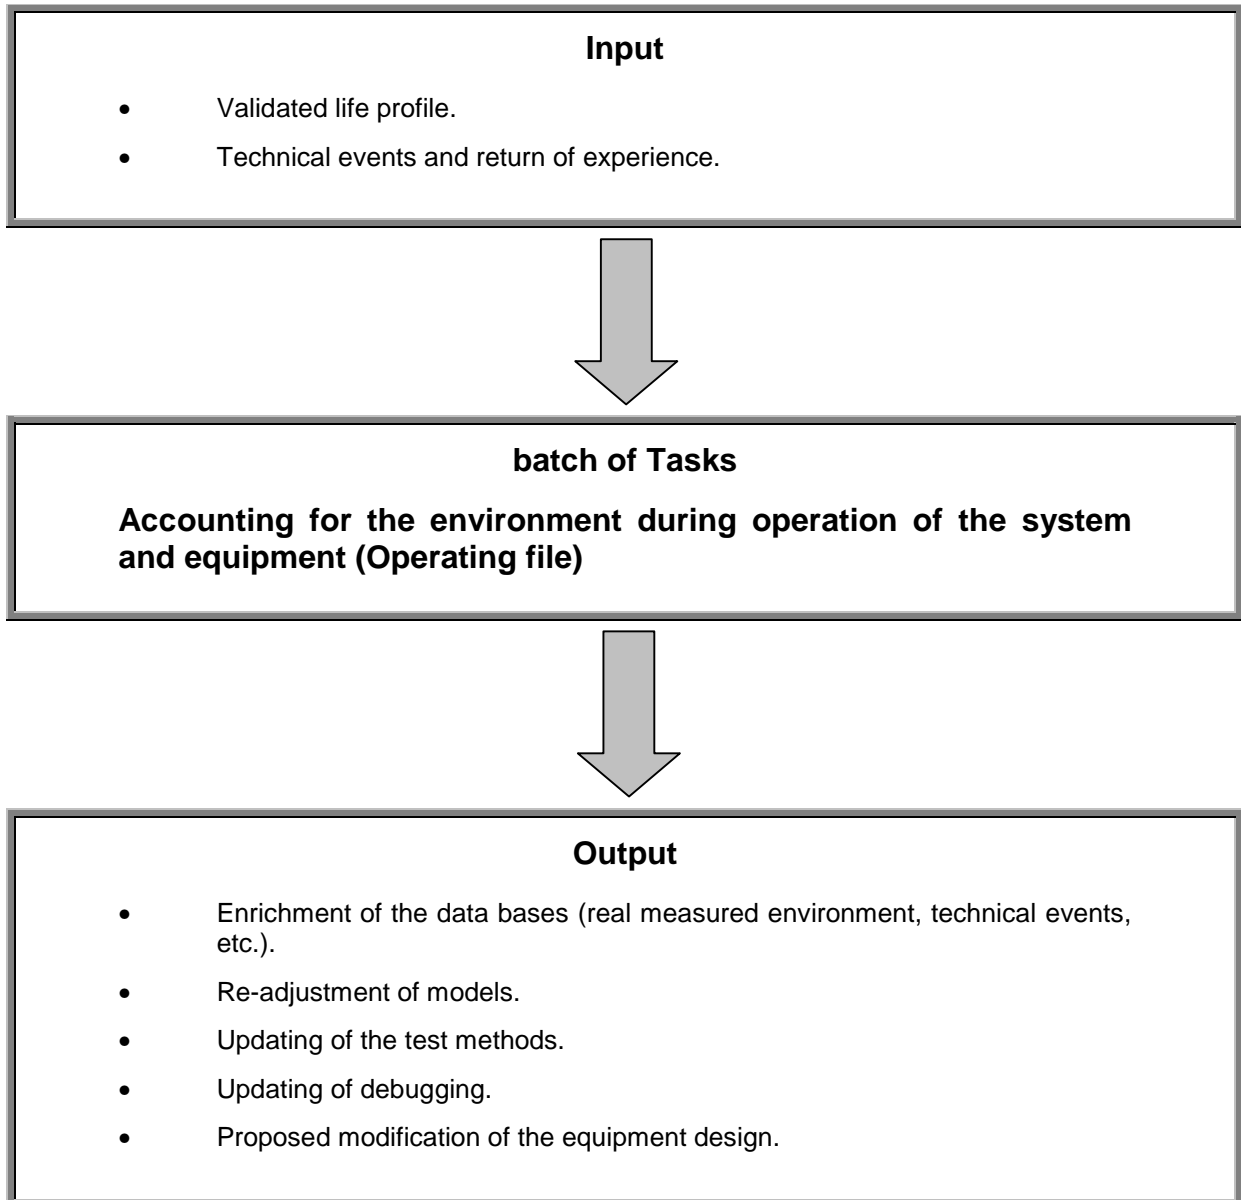 Input
• Validated life profile.
• Technical events and return of experience.
batch of Tasks
Accounting for the environment during operation of the system
and equipment (Operating file)
Output
• Enrichment of the data bases (real measured environment, technical events,
etc.).
• Re-adjustment of models.
• Updating of the test methods.
• Updating of debugging.
• Proposed modification of the equipment design.